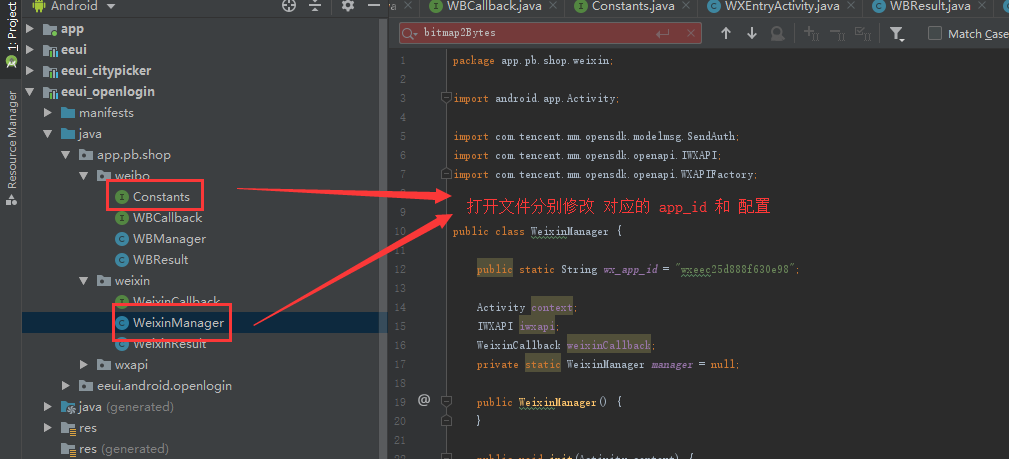 Android
1: Project
Resource Manager
app
eeui
eeui_citypicker
eeui_openlogin
manifests
java
app.pb.shop
weibo
Constants
WBCallback
WBManager
WBResult
weixin
WeixinCallback
WeixinManager
WeixinResult
wxapi
eeui.android.openlogin
java (generated)
res
res (generated)
WBCallback.java
Constants.java
WXEntryActivity.java
WBResult.java
bitmap2Bytes
Match Case
1 package app.pb.shop.weixin;
2
3 import android.app.Activity;
4
5 import com.tencent.mm.opensdk.modelmsg.SendAuth;
6 import com.tencent.mm.opensdk.openapi.IWXAPI;
7 import com.tencent.mm.opensdk.openapi.WXAPIFactory;
打开文件分别修改 对应的 app_id 和 配置
9
10 public class WeixinManager {
11
12 public static String wx_app_id = "wxeec25d888f630e98";
13
14 Activity context;
15 IWXAPI iwxapi;
16 WeixinCallback weixinCallback;
17 private static WeixinManager manager = null;
18
19 @ public WeixinManager() {
20 }
21
public void init(Activity context) {